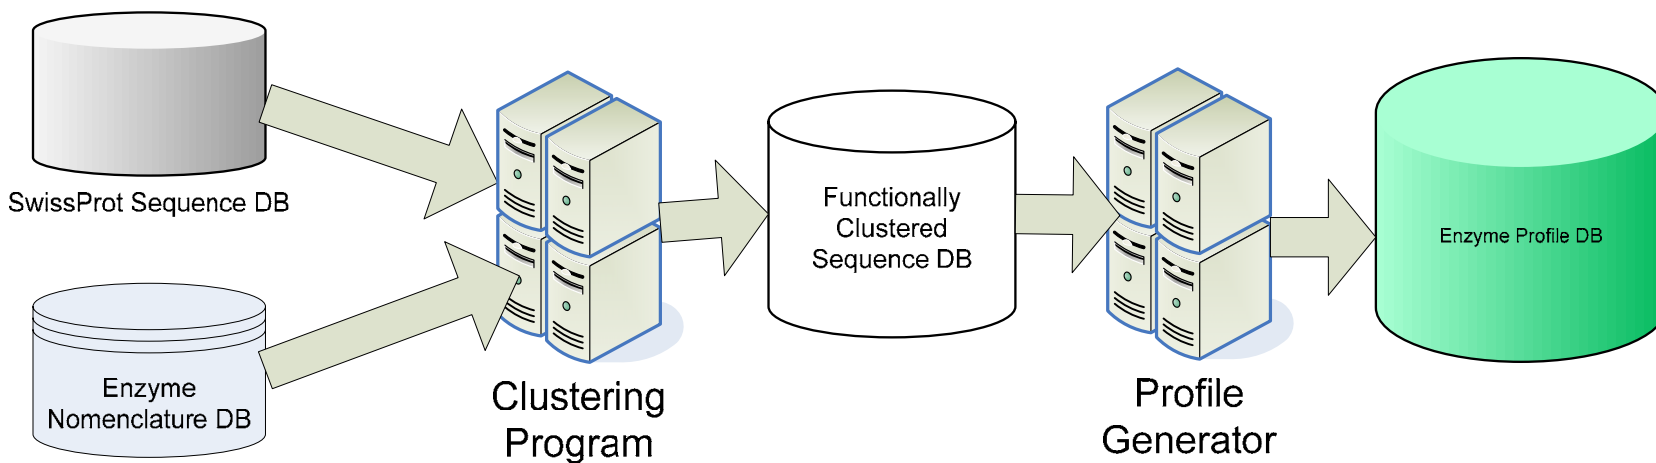 SwissProt Sequence DB
Enzyme
Nomenclature DB
Clustering
Program
Functionally
Clustered
Sequence DB
Profile
Generator
Enzyme Profile DB